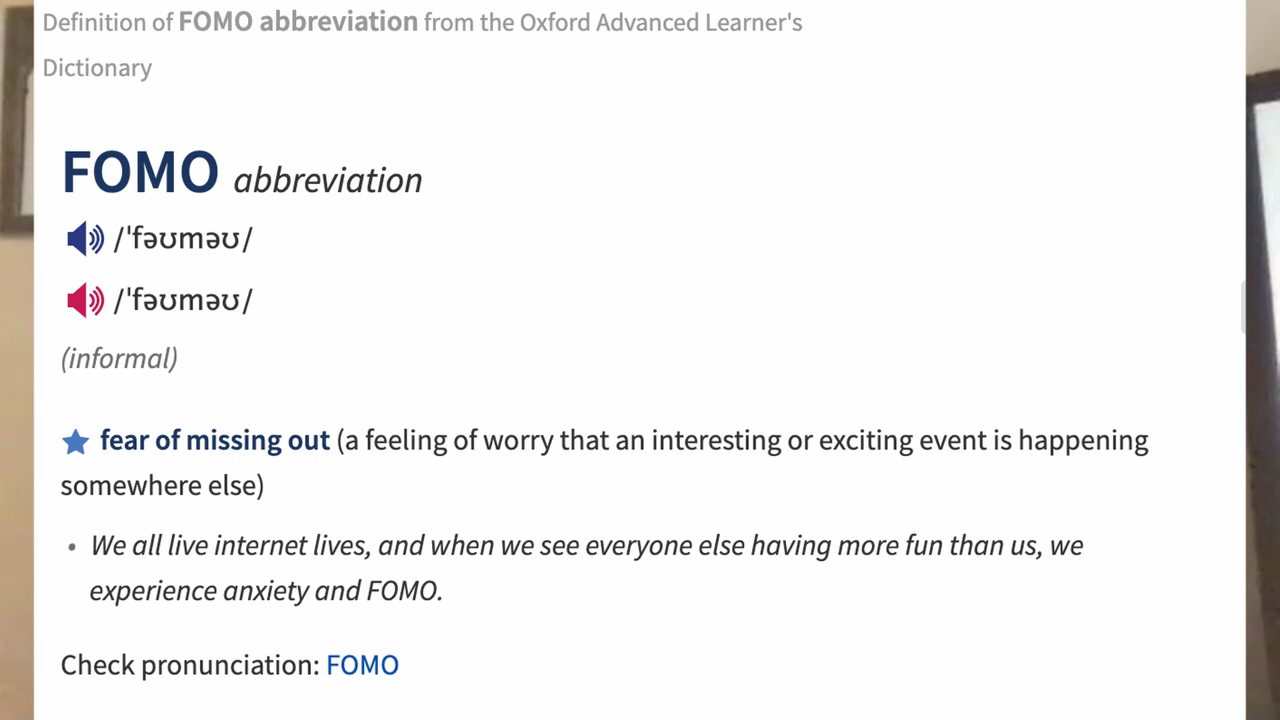 Definition of FOMO abbreviation from the Oxford Advanced Learner's
Dictionary
FOMO abbreviation
/ˈfəʊməʊ/
/ˈfəʊməʊ/
(informal)
fear of missing out (a feeling of worry that an interesting or exciting event is happening
somewhere else)
• We all live internet lives, and when we see everyone else having more fun than us, we
experience anxiety and FOMO.
Check pronunciation: FOMO